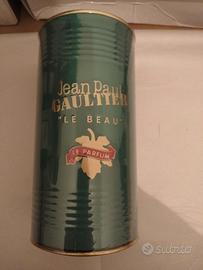 Jean Paul
GAULTIER
"LE BEAU"
LE PARFUM
subito